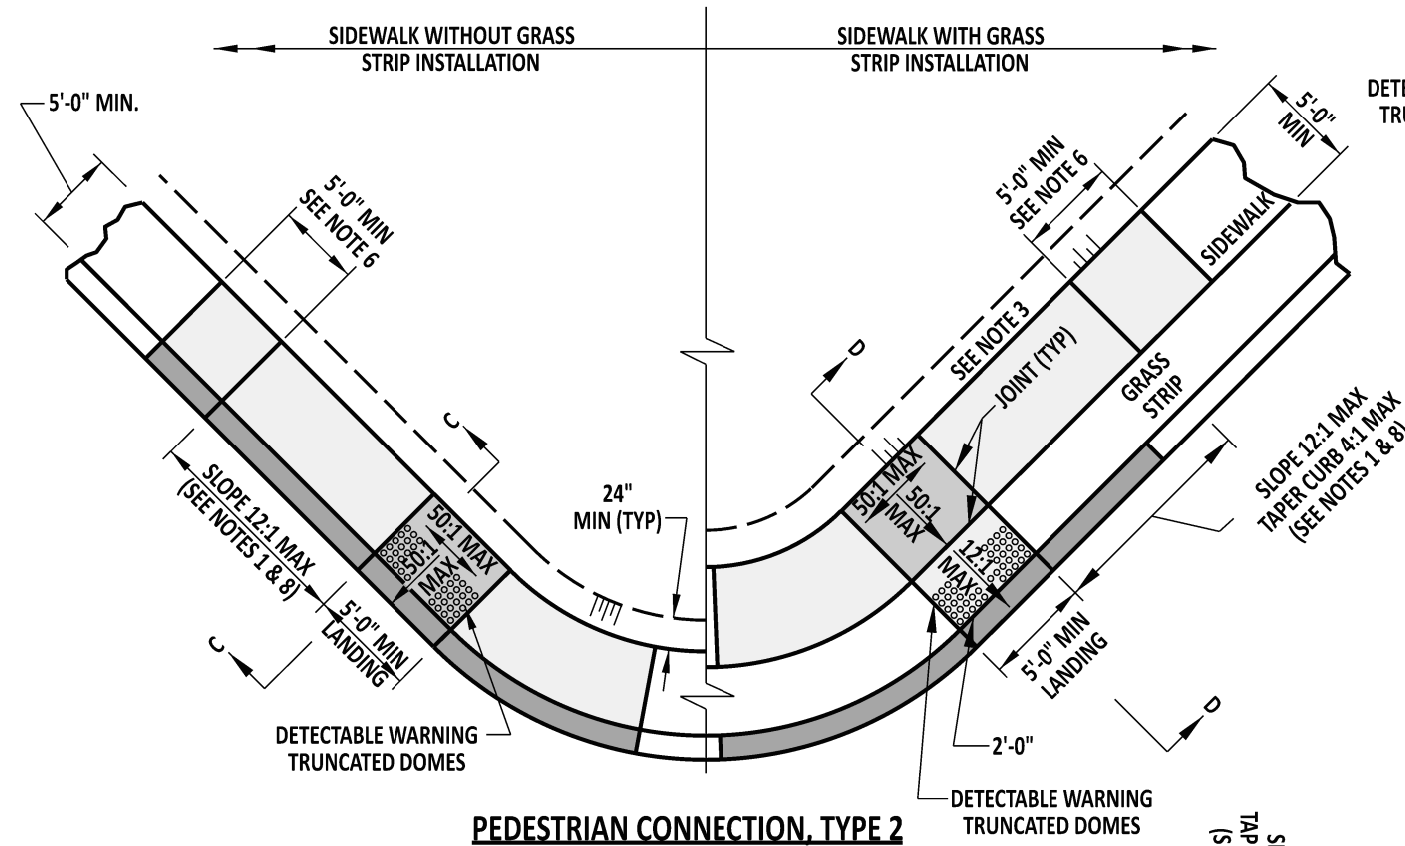 SIDEWALK WITHOUT GRASS
STRIP INSTALLATION
SIDEWALK WITH GRASS
STRIP INSTALLATION
5'-0" MIN.
5'-0" MIN
SEE NOTE 6
5'-0" MIN
SEE NOTE 6
5'-0"
MIN
DETE
TRU
SIDEWALK
SEE NOTE 3
JOINT (TYP)
GRASS
STRIP
D
C
SLOPE 12:1 MAX
(SEE NOTES 1 & 8)
5'-0" MIN
LANDING
C
50:1 MAX
50:1
MAX
24"
MIN (TYP)
50:1 MAX
50:1
MAX
12:1
MAX
SLOPE 12:1 MAX
TAPER CURB 4:1 MAX
(SEE NOTES 1 & 8)
5'-0" MIN
LANDING
D
2'-0"
DETECTABLE WARNING
TRUNCATED DOMES
DETECTABLE WARNING
TRUNCATED DOMES
PEDESTRIAN CONNECTION, TYPE 2
SL
TAP
(S